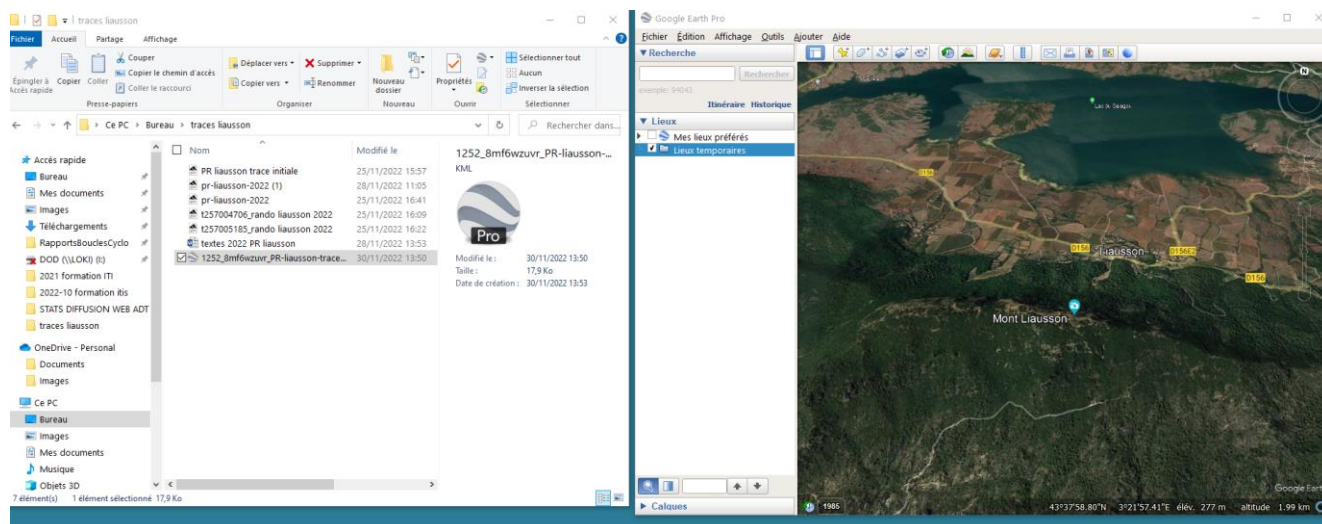 traces liausson
Fichier Accueil Partage Affichage
Épingler à Accès rapide
Copier
Coller
Couper
Copier le chemin d'accès
Coller le raccourci
Déplacer vers
Copier vers
Supprimer
Renommer
Nouveau dossier
Propriétés
Sélectionner tout
Aucun
Inverser la sélection
Presse-papiers Organiser Nouveau Ouvrir Sélectionner
Ce PC > Bureau > traces liausson
Rechercher dans...
Accès rapide
Bureau
Mes documents
Images
Téléchargements
RapportsBouclesCyclo
DOD (\\LOKI) (I:)
2021 formation ITI
2022-10 formation itis
STATS DIFFUSION WEB ADT
traces liausson
OneDrive - Personal
Documents
Images
Ce PC
Bureau
Images
Mes documents
Musique
Objets 3D
Nom Modifié le
PR liausson trace initiale 25/11/2022 15:57
pr-liausson-2022 (1) 28/11/2022 11:05
pr-liausson-2022 25/11/2022 16:41
t257004706_rando liausson 2022 25/11/2022 16:09
t257005185_rando liausson 2022 25/11/2022 16:22
textes 2022 PR liausson 28/11/2022 13:53
1252_8mf6wzuvr_PR-liausson-trace... 30/11/2022 13:50
1252_8mf6wzuvr_PR-liausson-...
KML
Pro
Modifié le : 30/11/2022 13:50
Taille : 17,9 Ko
Date de création : 30/11/2022 13:53
7 élément(s) 1 élément sélectionné 17,9 Ko
Google Earth Pro
Fichier Édition Affichage Outils Ajouter Aide
Recherche
Rechercher
exemple: 94043
Itinéraire Historique
Lieux
Mes lieux préférés
Lieux temporaires
Calques
N
D156
D156 Liausson D156E2
D156
Mont Liausson
Google Eart
1985
43°37'58.80"N 3°21'57.41"E élév. 277 m altitude 1.99 km